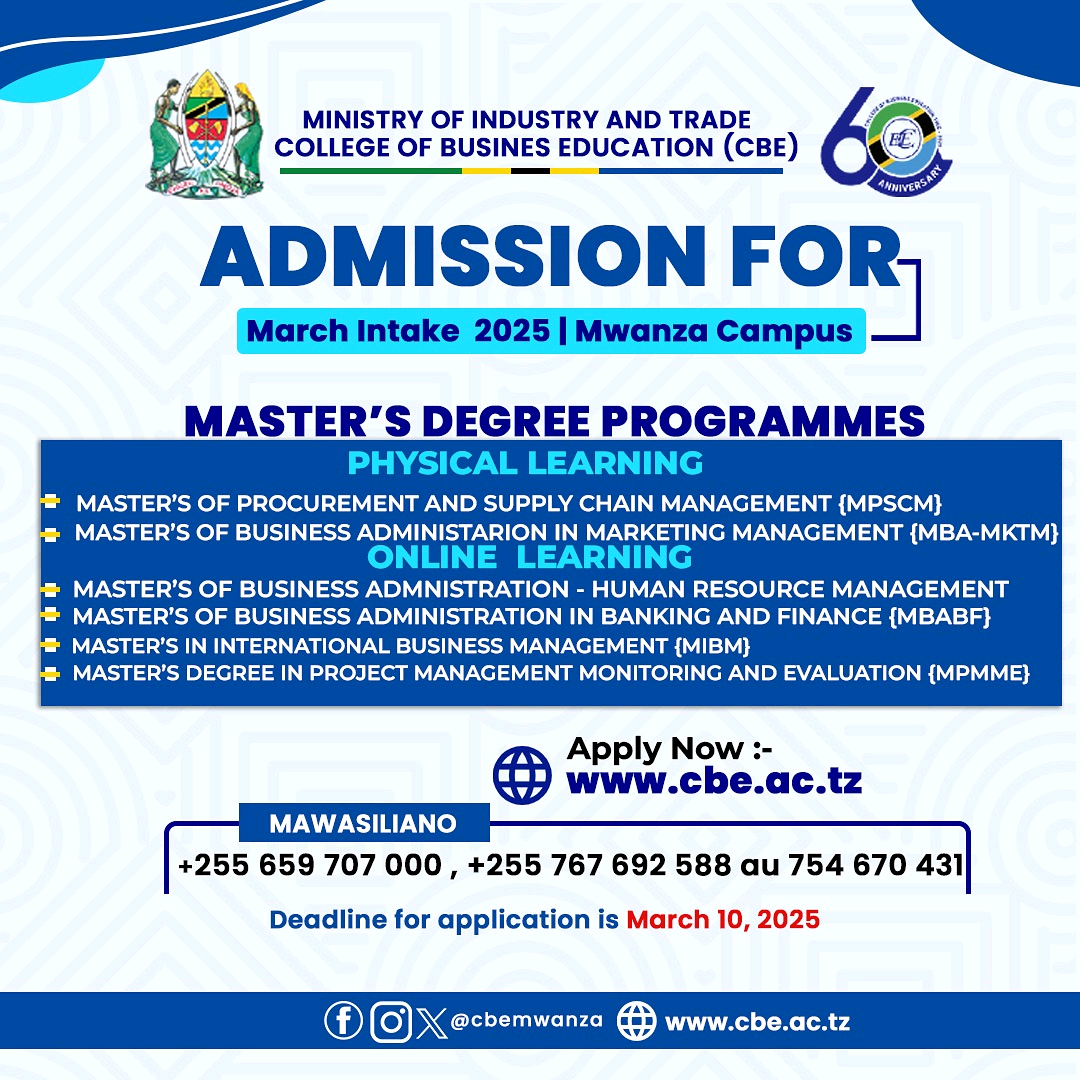 MINISTRY OF INDUSTRY AND TRADE
COLLEGE OF BUSINES EDUCATION (CBE)
60
ANNIVERSARY
ADMISSION FOR
March Intake 2025 | Mwanza Campus
MASTER'S DEGREE PROGRAMMES
PHYSICAL LEARNING
MASTER'S OF PROCUREMENT AND SUPPLY CHAIN MANAGEMENT {MPSCM}
MASTER'S OF BUSINESS ADMINISTARION IN MARKETING MANAGEMENT {MBA-MKTM}
ONLINE LEARNING
MASTER'S OF BUSINESS ADMNISTRATION - HUMAN RESOURCE MANAGEMENT
MASTER'S OF BUSINESS ADMINISTRATION IN BANKING AND FINANCE {MBABF}
MASTER'S IN INTERNATIONAL BUSINESS MANAGEMENT {MIBM}
MASTER'S DEGREE IN PROJECT MANAGEMENT MONITORING AND EVALUATION {MPMME}
Apply Now :-
www.cbe.ac.tz
MAWASILIANO
+255 659 707 000 , +255 767 692 588 au 754 670 431
Deadline for application is March 10, 2025
@cbemwanza www.cbe.ac.tz